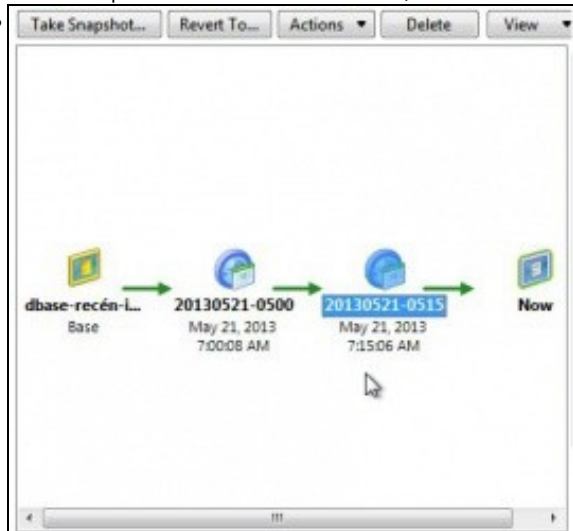 Take Snapshot... Revert To... Actions Delete View
dbase-recén-i... 20130521-0500 20130521-0515 Now
Base May 21, 2013 May 21, 2013
7:00:08 AM 7:15:06 AM